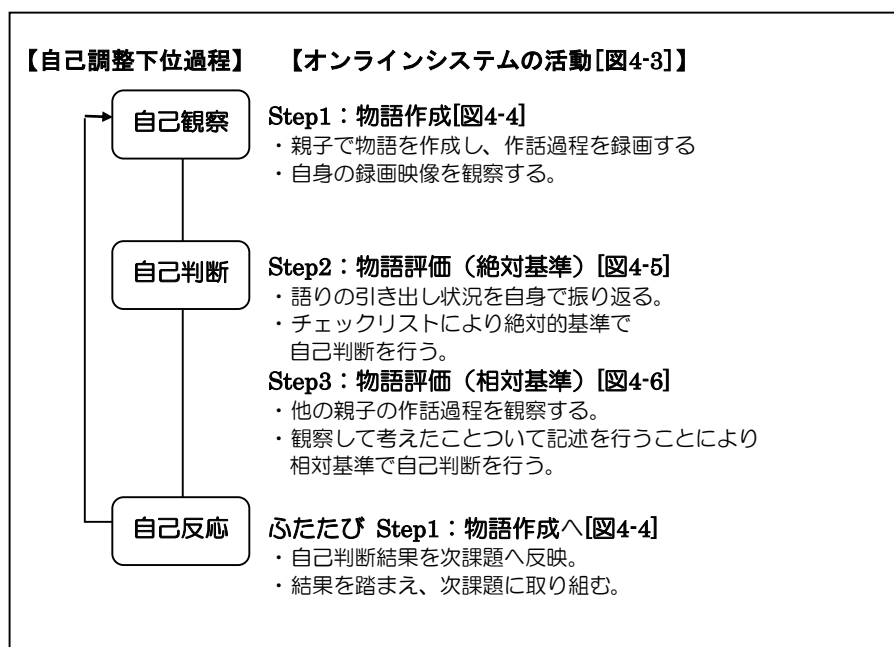 【自己調整下位過程】 【オンラインシステムの活動[図4-3]】
自己観察
Step1：物語作成[図4-4]
・親子で物語を作成し、作話過程を録画する
・自身の録画映像を観察する。
自己判断
Step2：物語評価（絶対基準）[図4-5]
・語りの引き出し状況を自身で振り返る。
・チェックリストにより絶対的基準で
自己判断を行う。
Step3：物語評価（相対基準）[図4-6]
・他の親子の作話過程を観察する。
・観察して考えたことついて記述を行うことにより
相対基準で自己判断を行う。
自己反応
ふたたび Step1：物語作成へ[図4-4]
・自己判断結果を次課題へ反映。
・結果を踏まえ、次課題に取り組む。